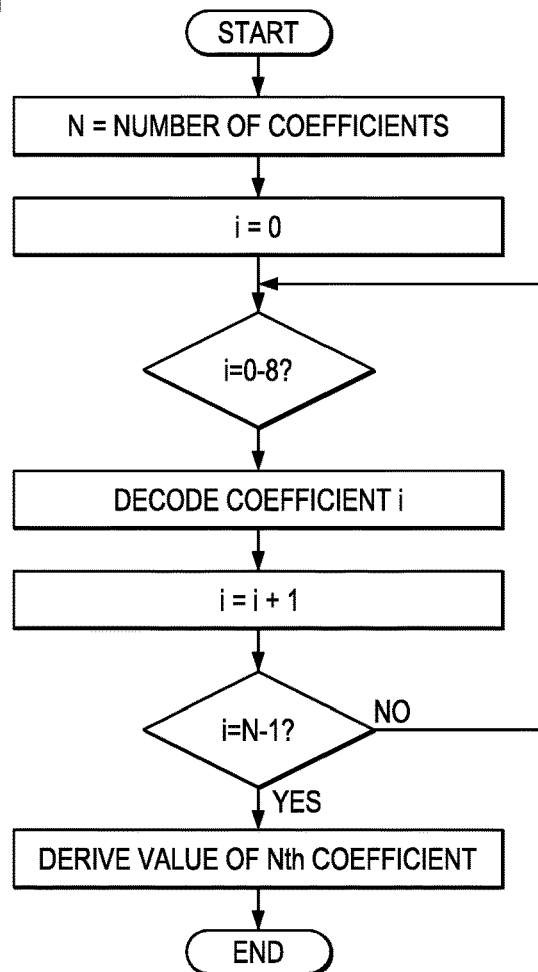 START
N = NUMBER OF COEFFICIENTS
i = 0
i=0-8?
DECODE COEFFICIENT i
i = i + 1
i=N-1?
NO
YES
DERIVE VALUE OF Nth COEFFICIENT
END